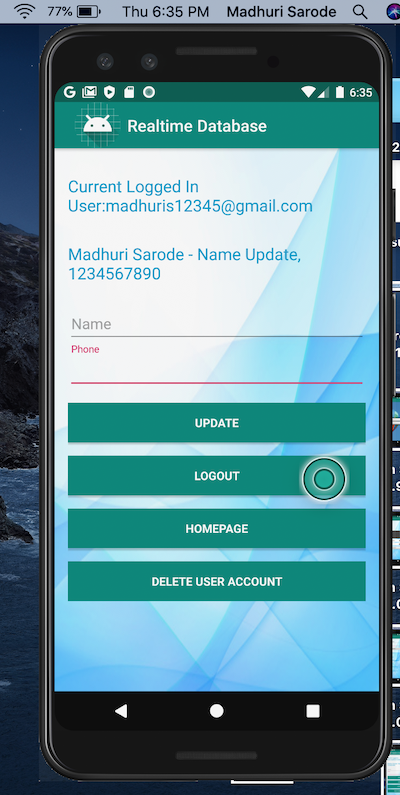 77% Thu 6:35 PM Madhuri Sarode
6:35
Realtime Database
Current Logged In
User:madhuris12345@gmail.com
Madhuri Sarode - Name Update,
1234567890
Name
Phone
UPDATE
LOGOUT
HOMEPAGE
DELETE USER ACCOUNT